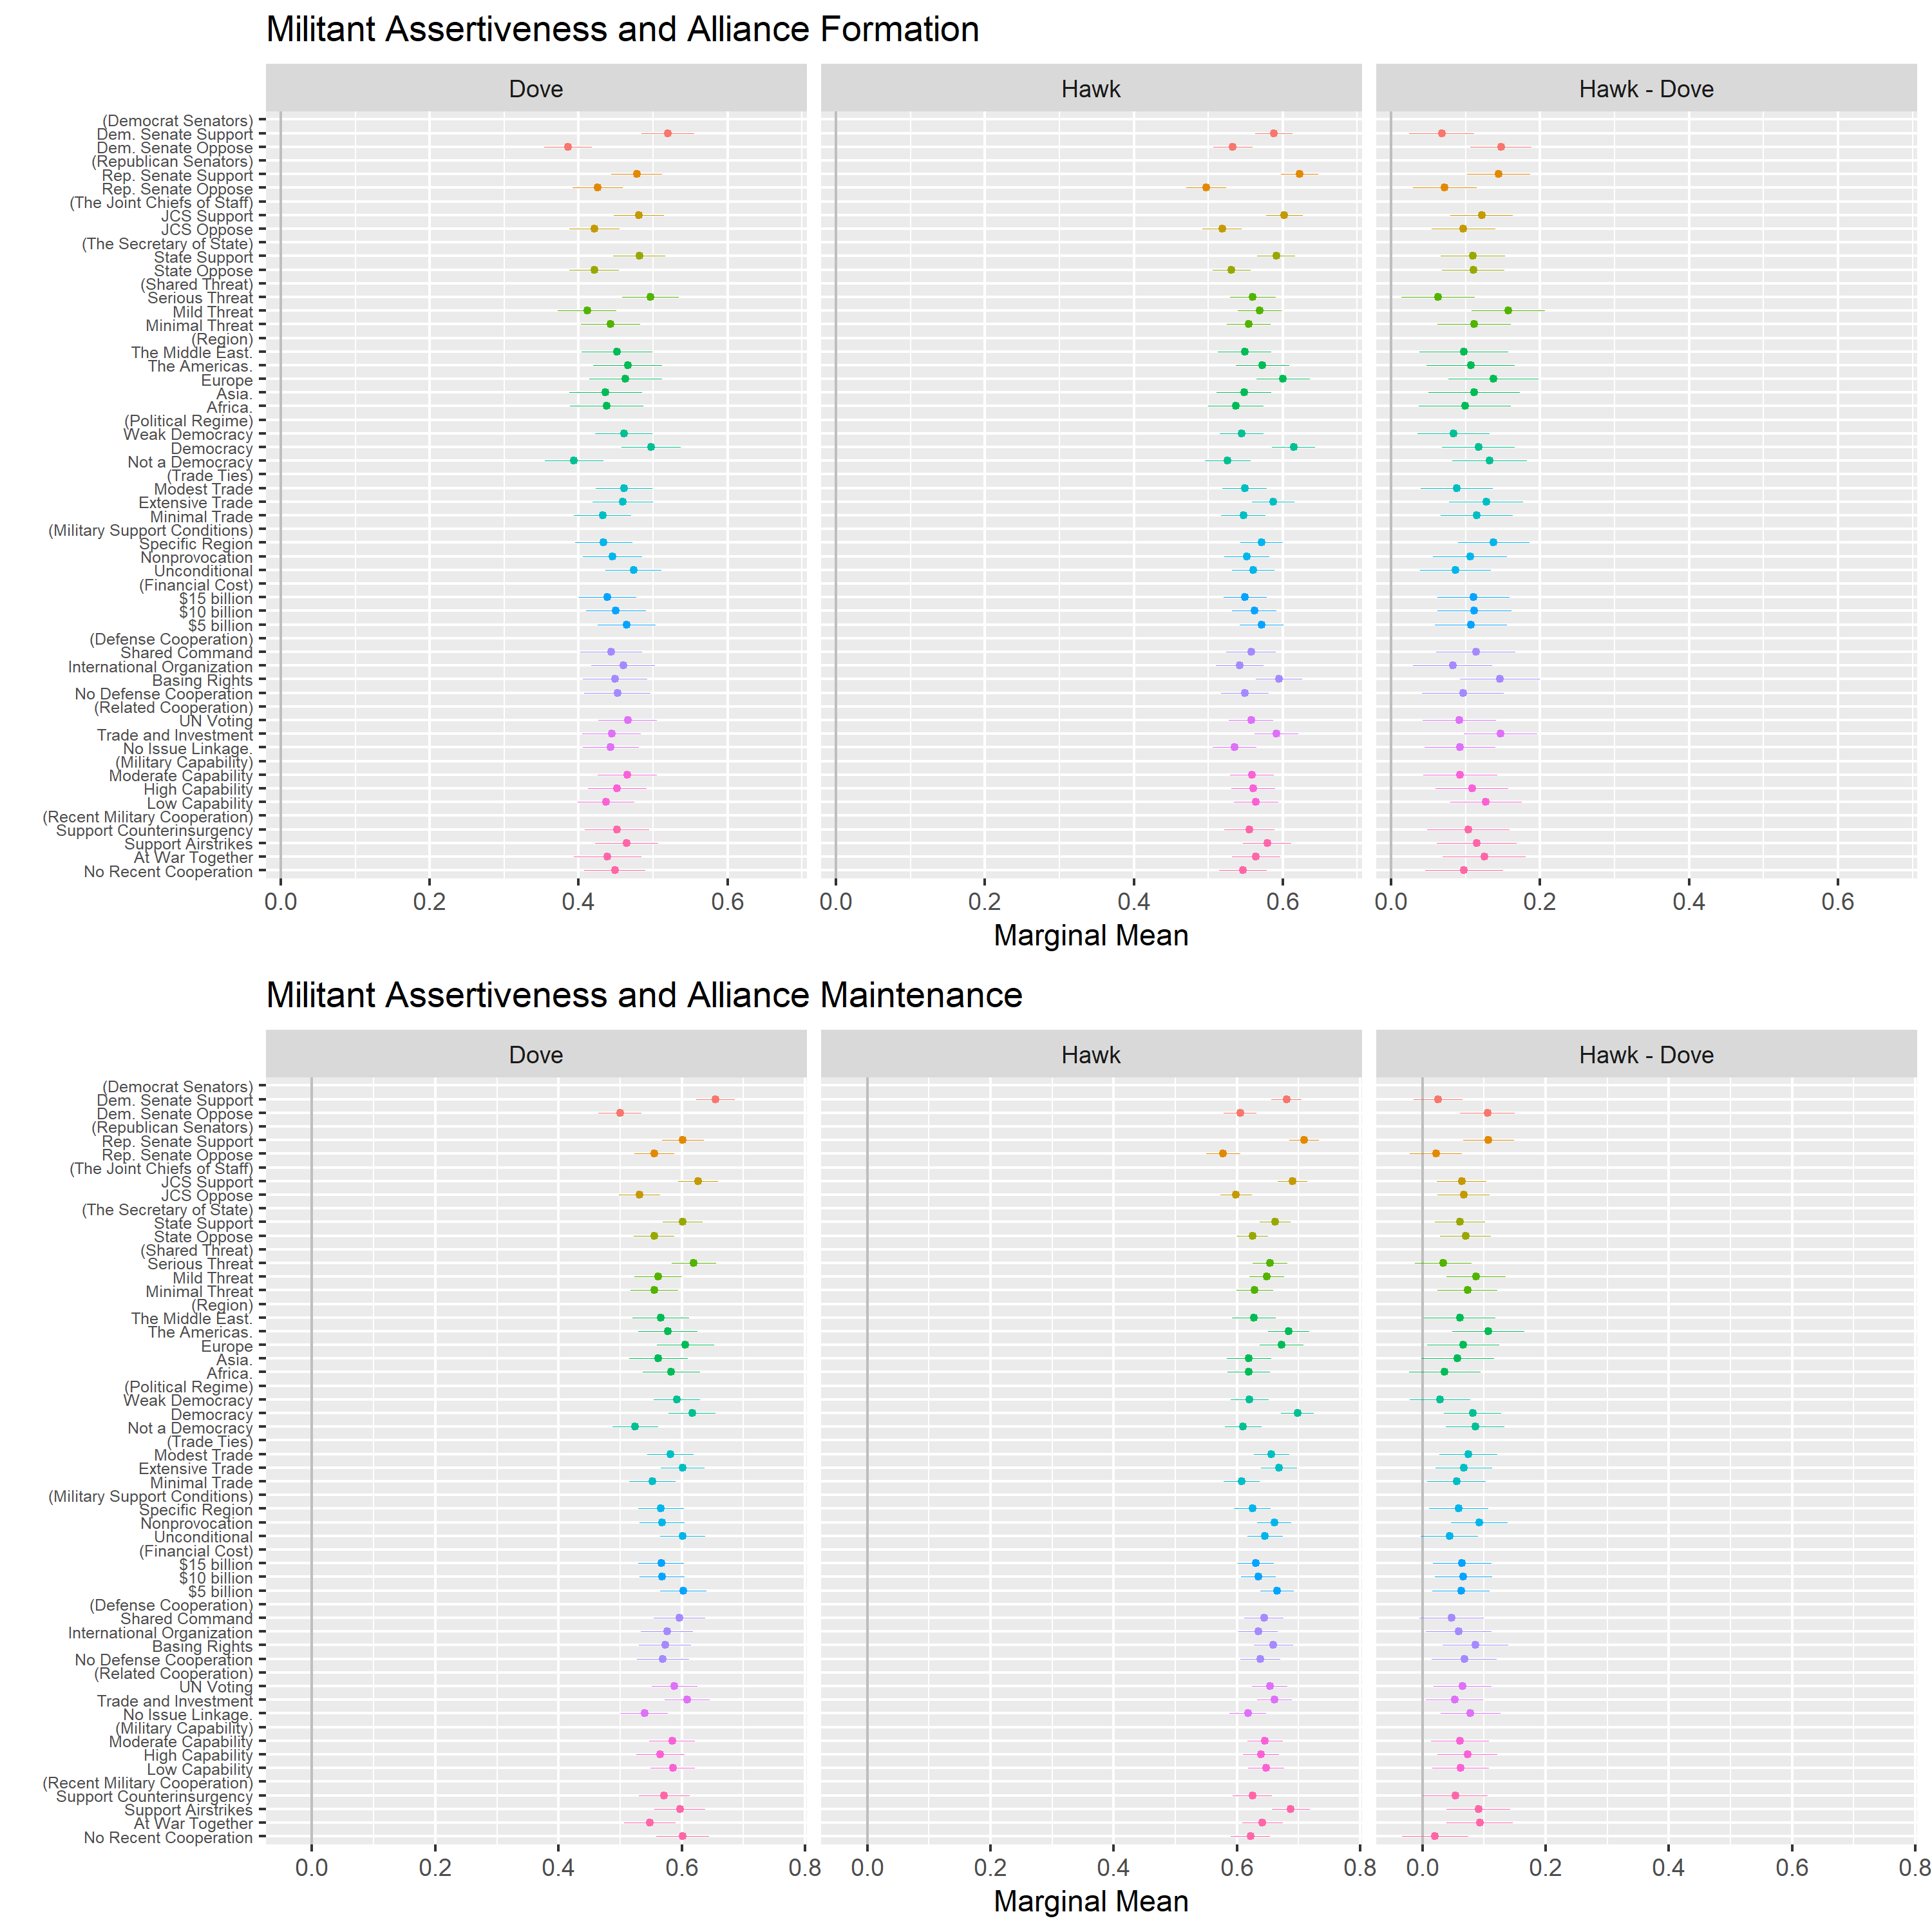 Militant Assertiveness and Alliance Formation
Dove
Hawk
Hawk - Dove
(Democrat Senators)
Dem. Senate Support
Dem. Senate Oppose
(Republican Senators)
Rep. Senate Support
Rep. Senate Oppose
(The Joint Chiefs of Staff)
JCS Support
JCS Oppose
(The Secretary of State)
State Support
State Oppose
(Shared Threat)
Serious Threat
Mild Threat
Minimal Threat
(Region)
The Middle East.
The Americas.
Europe
Asia.
Africa.
(Political Regime)
Weak Democracy
Democracy
Not a Democracy
(Trade Ties)
Modest Trade
Extensive Trade
Minimal Trade
(Military Support Conditions)
Specific Region
Nonprovocation
Unconditional
(Financial Cost)
$15 billion
$10 billion
$5 billion
(Defense Cooperation)
Shared Command
International Organization
Basing Rights
No Defense Cooperation
(Related Cooperation)
UN Voting
Trade and Investment
No Issue Linkage.
(Military Capability)
Moderate Capability
High Capability
Low Capability
(Recent Military Cooperation)
Support Counterinsurgency
Support Airstrikes
At War Together
No Recent Cooperation
0.0 0.2 0.4 0.6
0.0 0.2 0.4 0.6
0.0 0.2 0.4 0.6
Marginal Mean
Militant Assertiveness and Alliance Maintenance
Dove
Hawk
Hawk - Dove
(Democrat Senators)
Dem. Senate Support
Dem. Senate Oppose
(Republican Senators)
Rep. Senate Support
Rep. Senate Oppose
(The Joint Chiefs of Staff)
JCS Support
JCS Oppose
(The Secretary of State)
State Support
State Oppose
(Shared Threat)
Serious Threat
Mild Threat
Minimal Threat
(Region)
The Middle East.
The Americas.
Europe
Asia.
Africa.
(Political Regime)
Weak Democracy
Democracy
Not a Democracy
(Trade Ties)
Modest Trade
Extensive Trade
Minimal Trade
(Military Support Conditions)
Specific Region
Nonprovocation
Unconditional
(Financial Cost)
$15 billion
$10 billion
$5 billion
(Defense Cooperation)
Shared Command
International Organization
Basing Rights
No Defense Cooperation
(Related Cooperation)
UN Voting
Trade and Investment
No Issue Linkage.
(Military Capability)
Moderate Capability
High Capability
Low Capability
(Recent Military Cooperation)
Support Counterinsurgency
Support Airstrikes
At War Together
No Recent Cooperation
0.0 0.2 0.4 0.6 0.8
0.0 0.2 0.4 0.6 0.8
0.0 0.2 0.4 0.6 0.8
Marginal Mean